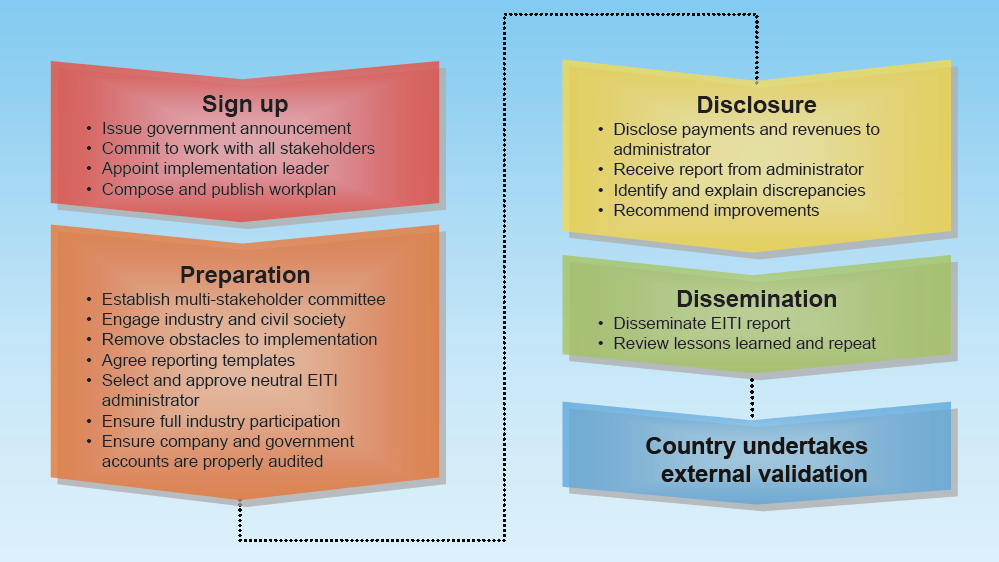 Sign up
• Issue government announcement
• Commit to work with all stakeholders
• Appoint implementation leader
• Compose and publish workplan
Preparation
• Establish multi-stakeholder committee
• Engage industry and civil society
• Remove obstacles to implementation
• Agree reporting templates
• Select and approve neutral EITI
administrator
• Ensure full industry participation
• Ensure company and government
accounts are properly audited
Disclosure
• Disclose payments and revenues to
administrator
• Receive report from administrator
• Identify and explain discrepancies
• Recommend improvements
Dissemination
• Disseminate EITI report
• Review lessons learned and repeat
Country undertakes
external validation